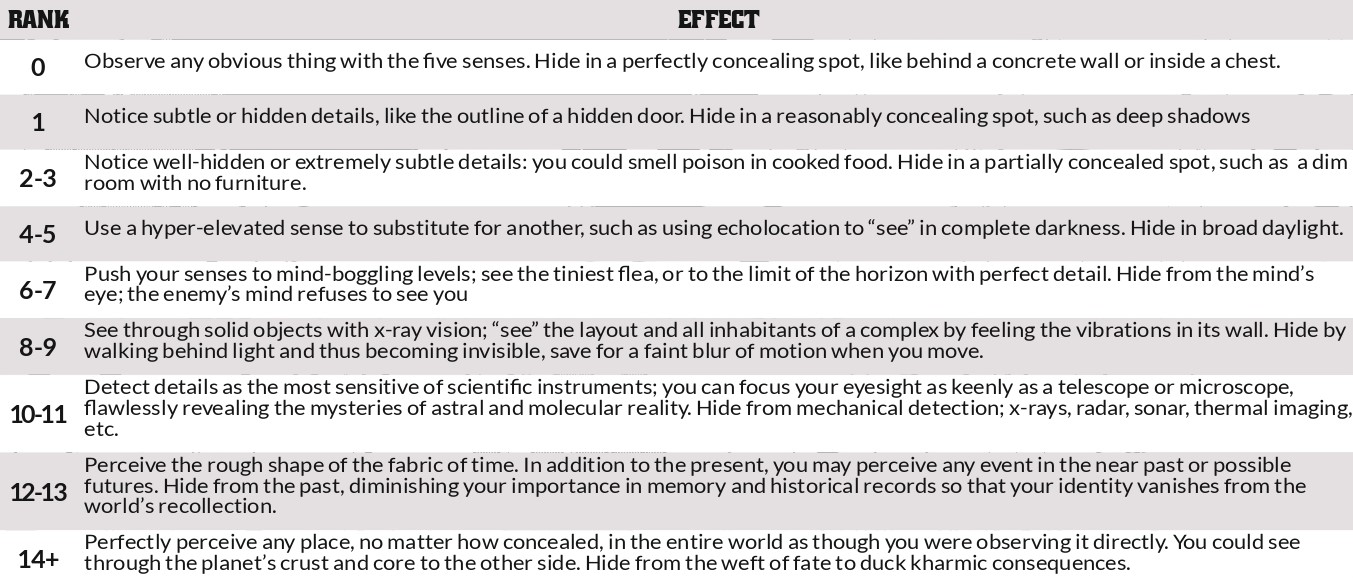 RANK EFFECT
0 Observe any obvious thing with the five senses. Hide in a perfectly concealing spot, like behind a concrete wall or inside a chest.
1 Notice subtle or hidden details, like the outline of a hidden door. Hide in a reasonably concealing spot, such as deep shadows
2-3 Notice well-hidden or extremely subtle details: you could smell poison in cooked food. Hide in a partially concealed spot, such as a dim
room with no furniture.
4-5 Use a hyper-elevated sense to substitute for another, such as using echolocation to “see” in complete darkness. Hide in broad daylight.
6-7 Push your senses to mind-boggling levels; see the tiniest flea, or to the limit of the horizon with perfect detail. Hide from the mind’s
eye; the enemy’s mind refuses to see you
8-9 See through solid objects with x-ray vision; “see” the layout and all inhabitants of a complex by feeling the vibrations in its wall. Hide by
walking behind light and thus becoming invisible, save for a faint blur of motion when you move.
10-11 Detect details as the most sensitive of scientific instruments; you can focus your eyesight as keenly as a telescope or microscope,
flawlessly revealing the mysteries of astral and molecular reality. Hide from mechanical detection; x-rays, radar, sonar, thermal imaging,
etc.
12-13 Perceive the rough shape of the fabric of time. In addition to the present, you may perceive any event in the near past or possible
futures. Hide from the past, diminishing your importance in memory and historical records so that your identity vanishes from the
world’s recollection.
14+ Perfectly perceive any place, no matter how concealed, in the entire world as though you were observing it directly. You could see
through the planet’s crust and core to the other side. Hide from the weft of fate to duck kharmic consequences.